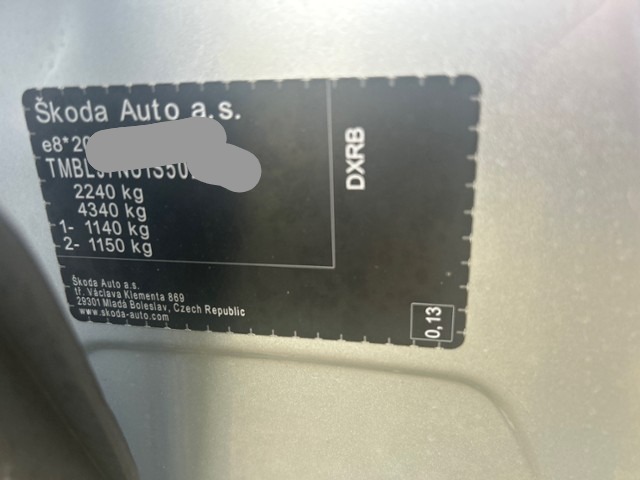 Škoda Auto a.s.
e8*20
2240 kg
4340 kg
1- 1140 kg
2- 1150 kg
DXRB
Škoda Auto a.s.
tř. Václava Klementa 869
29301 Mladá Boleslav, Czech Republic
www.skoda-auto.com
0,13